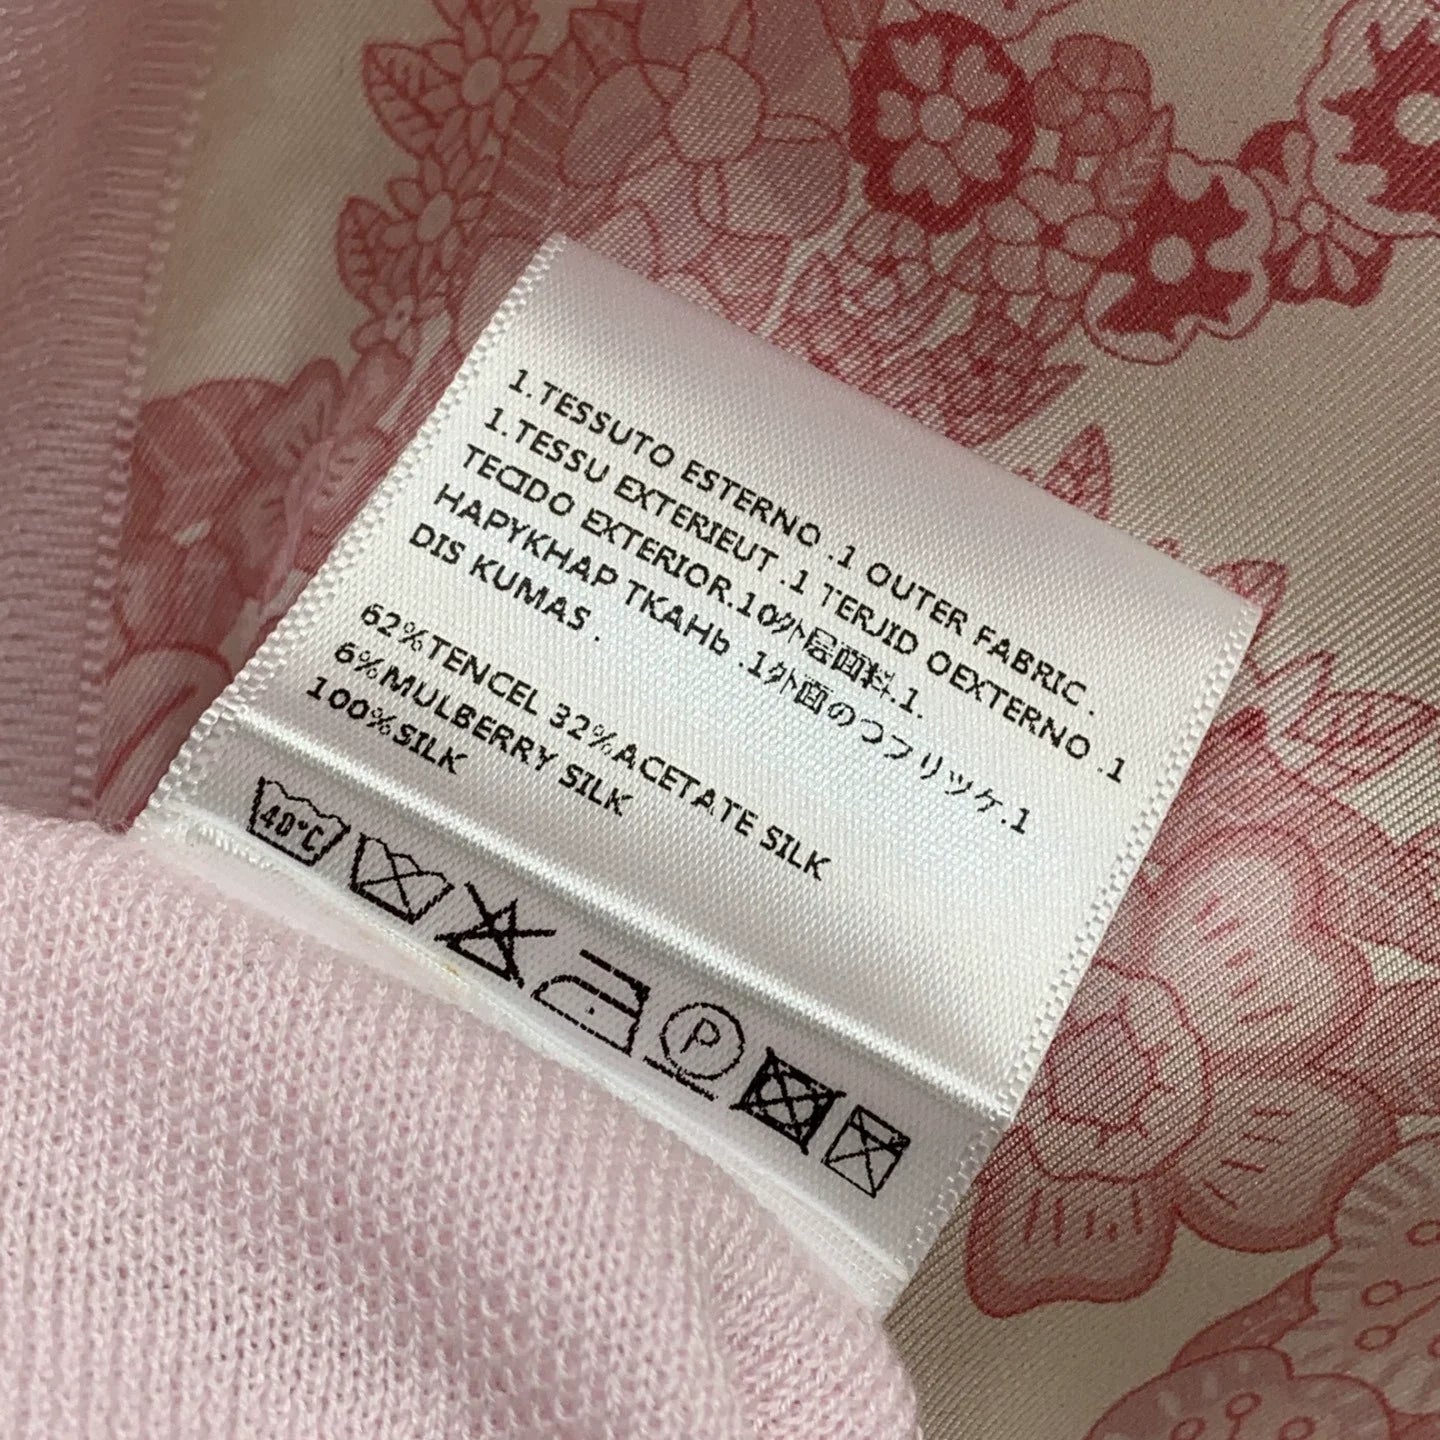 1.TESSUTO ESTERNO .1 OUTER FABRIC .
1.TESSU EXTERIEUT .1 TERJID OEXTERNO .1
TECIDO EXTERIOR.10外层面料.1.
HAPYKHAP TKAHb .1外面のつフリッケ.1
DIS KUMAS .
62%TENCEL 32%ACETATE SILK
6%MULBERRY SILK
100%SILK
40°C
P